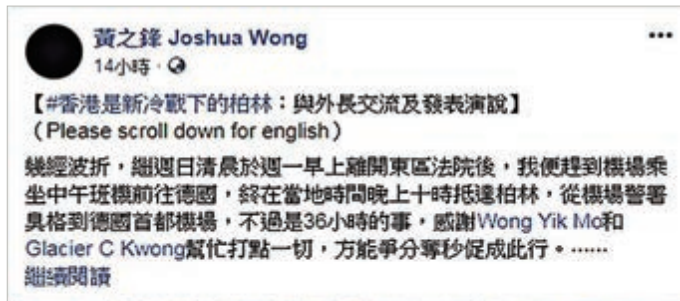 黃之鋒 Joshua Wong
14小時
【#香港是新冷戰下的柏林：與外長交流及發表演說】
（Please scroll down for english）
幾經波折，繼週日清晨於週一早上離開東區法院後，我便趕到機場乘
坐中午班機前往德國，終在當地時間晚上十時抵達柏林，從機場警署
臭格到德國首都機場，不過是36小時的事，感謝Wong Yik Mo和
Glacier C Kwong幫忙打點一切，方能爭分奪秒促成此行。⋯⋯
繼續閱讀